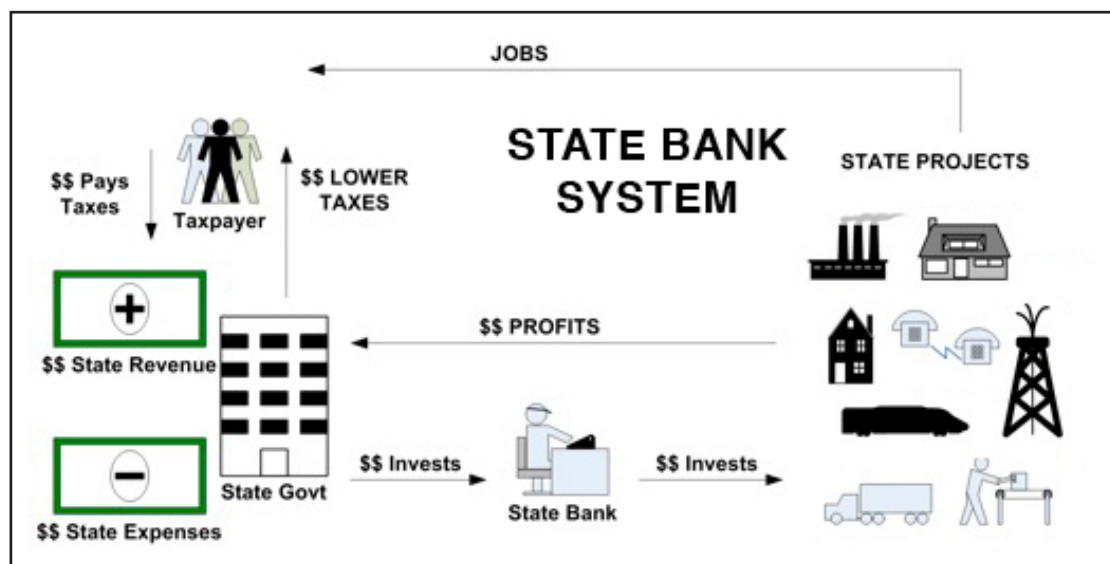 JOBS
STATE BANK
SYSTEM
STATE PROJECTS
$$ Pays
Taxes
Taxpayer
$$ LOWER
TAXES
$$ PROFITS
$$ State Revenue
$$ Invests
$$ Invests
State Govt
State Bank
$$ State Expenses